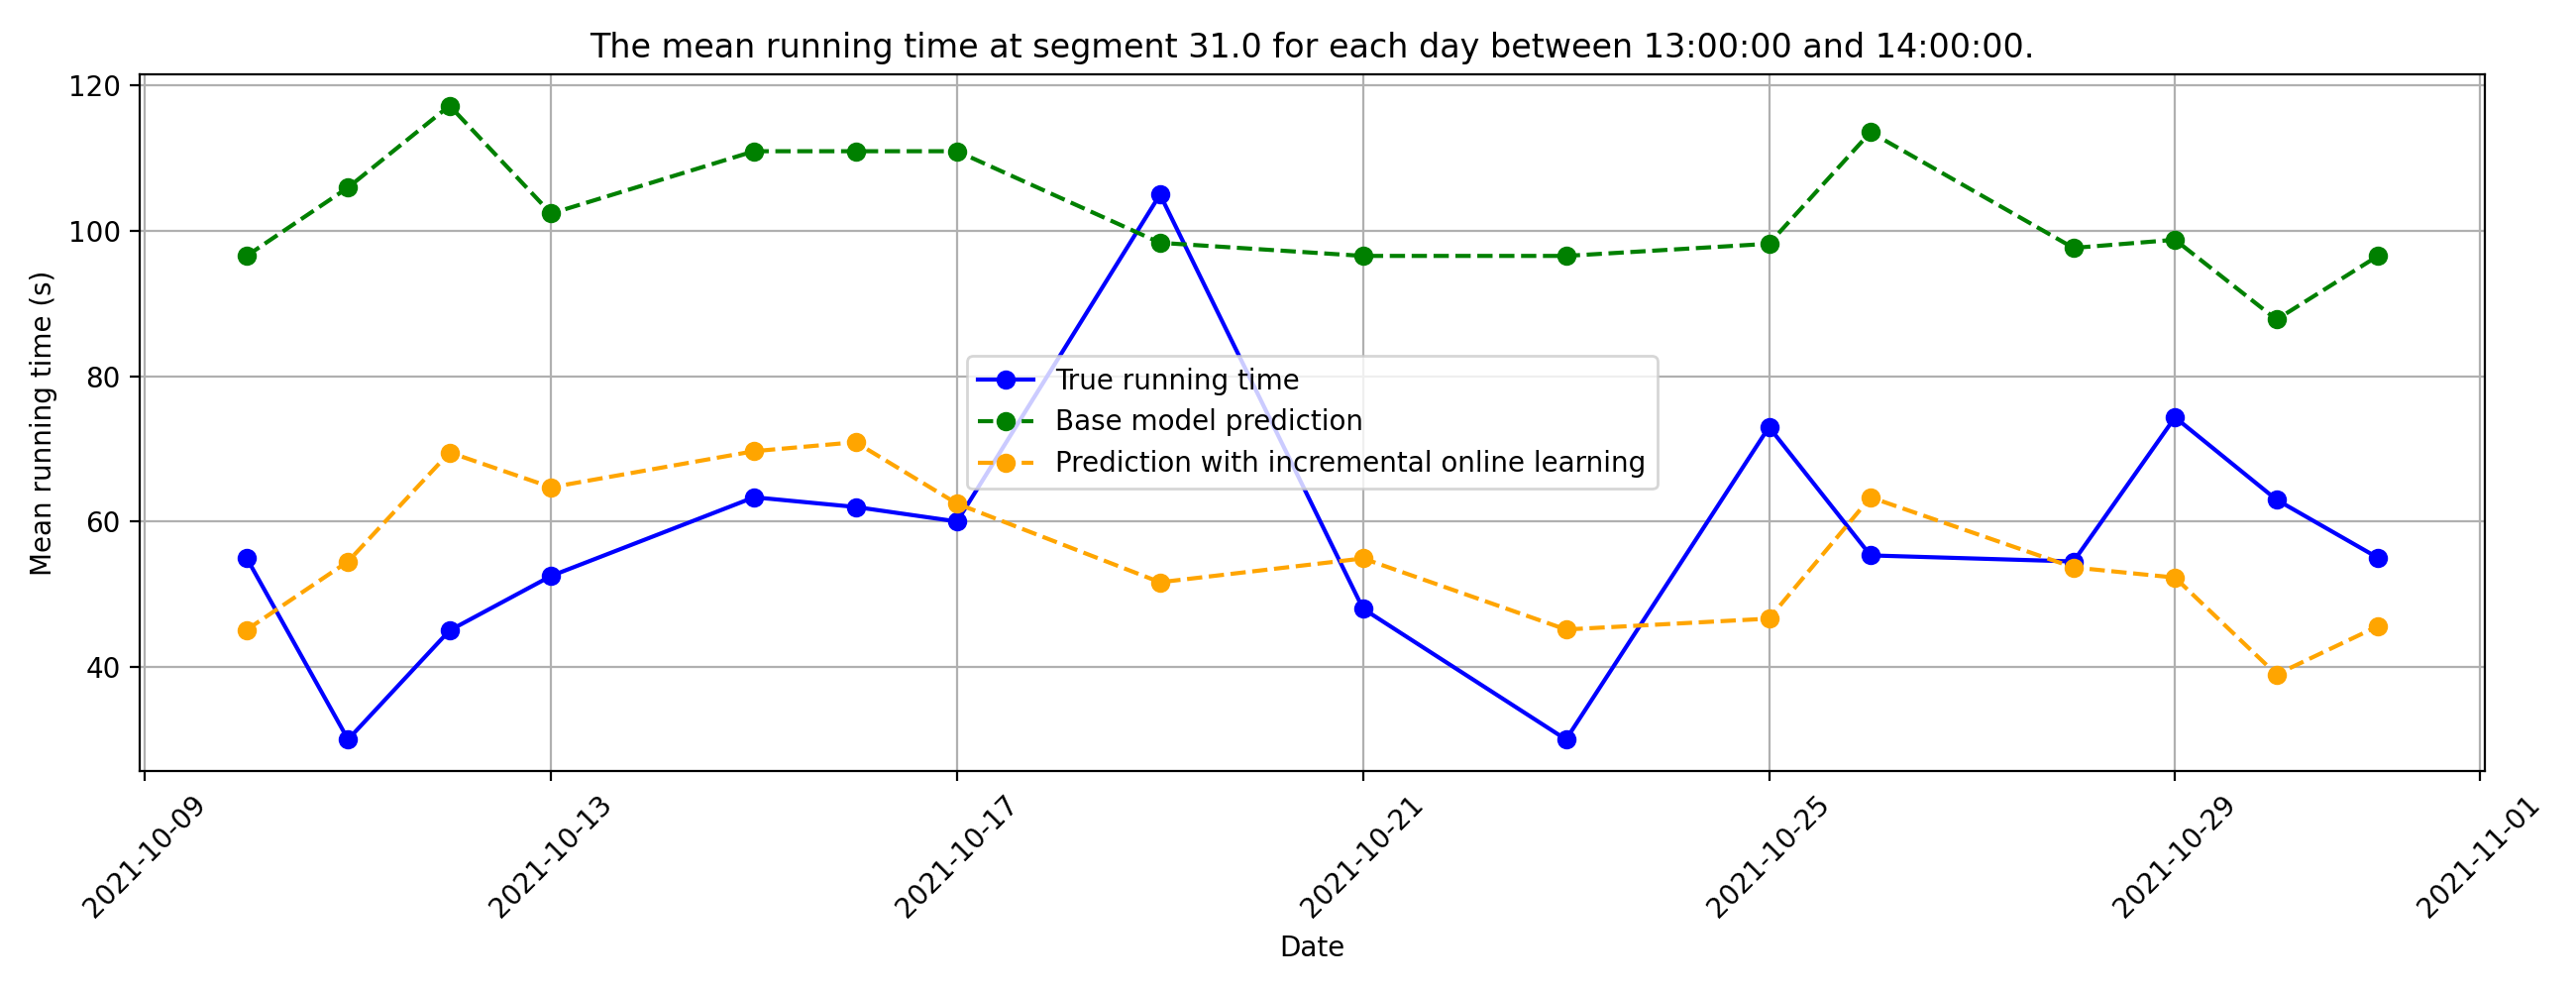 The mean running time at segment 31.0 for each day between 13:00:00 and 14:00:00.
Mean running time (s)
120
100
80
60
40
True running time
Base model prediction
Prediction with incremental online learning
2021-10-09
2021-10-13
2021-10-17
2021-10-21
2021-10-25
2021-10-29
2021-11-01
Date